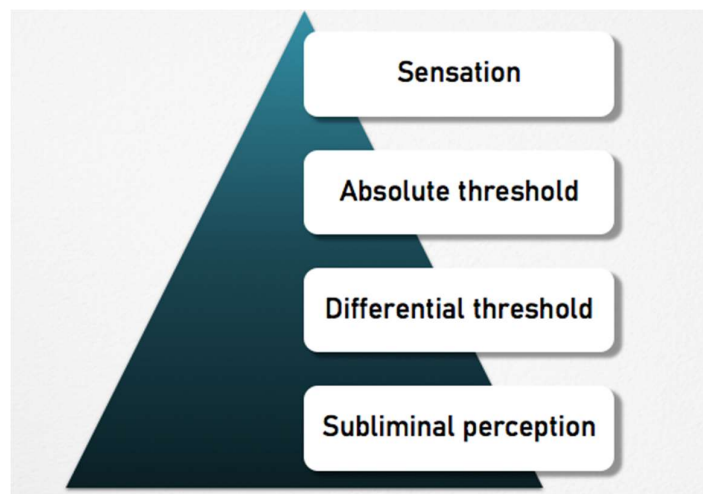 Sensation
Absolute threshold
Differential threshold
Subliminal perception